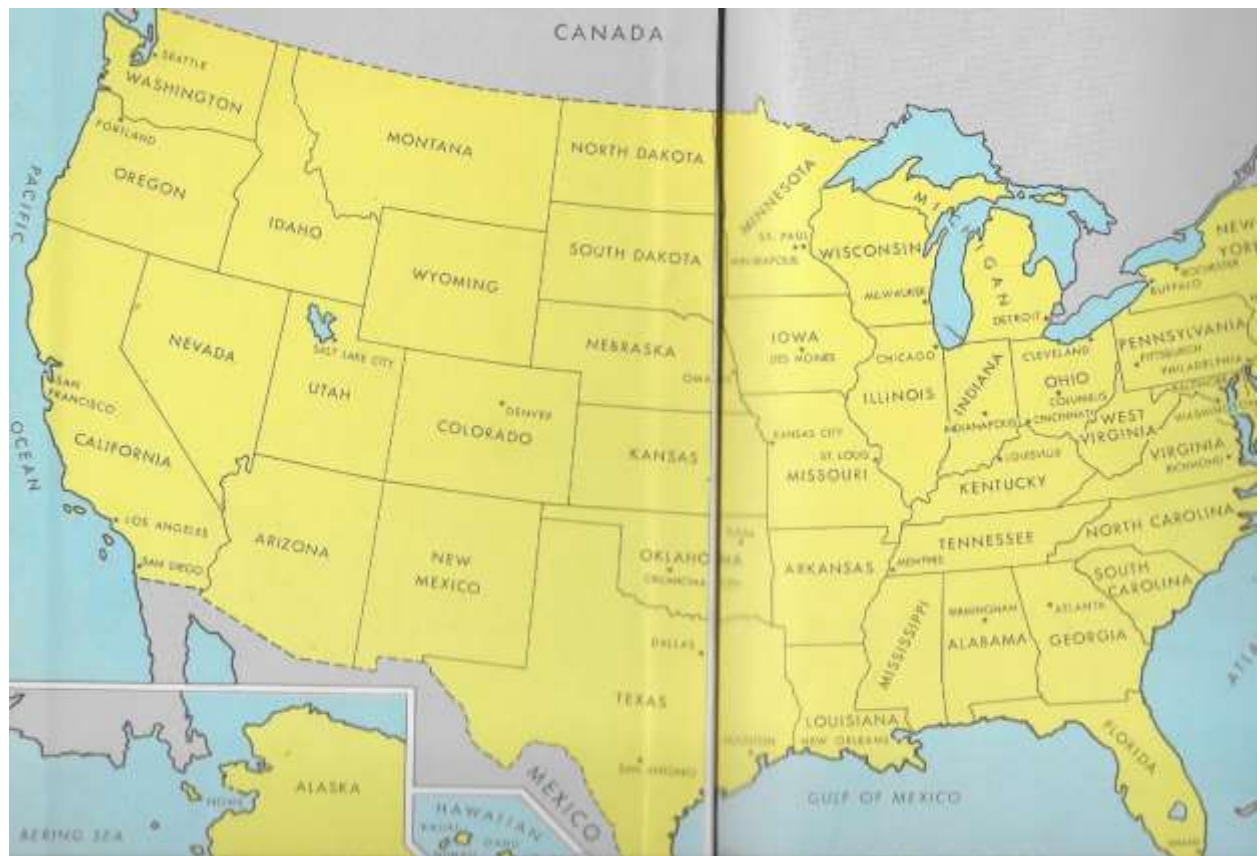 CANADA
SEATTLE
WASHINGTON
PORTLAND
OREGON
MONTANA
NORTH DAKOTA
MINNESOTA
ST. PAUL
MINNEAPOLIS
IDAHO
SOUTH DAKOTA
WYOMING
WISCONSIN
MILWAUKEE
MICHIGAN
DETROIT
NEW
YORK
ROCHESTER
BUFFALO
PACIFIC
OCEAN
NEVADA
SALT LAKE CITY
UTAH
NEBRASKA
IOWA
DES MOINES
CHICAGO
ILLINOIS
INDIANA
INDIANAPOLIS
CLEVELAND
OHIO
COLUMBUS
CINCINNATI
PENNSYLVANIA
PITTSBURGH
PHILADELPHIA
SAN
FRANCISCO
CALIFORNIA
DENVER
COLORADO
KANSAS
KANSAS CITY
ST. LOUIS
MISSOURI
LOUISVILLE
KENTUCKY
WEST
VIRGINIA
VIRGINIA
RICHMOND
LOS ANGELES
SAN DIEGO
ARIZONA
NEW
MEXICO
OKLAHOMA
ARKANSAS
MEMPHIS
TENNESSEE
NORTH CAROLINA
SOUTH
CAROLINA
MISSISSIPPI
BIRMINGHAM
ALABAMA
ATLANTA
GEORGIA
DALLAS
TEXAS
SAN ANTONIO
HOUSTON
LOUISIANA
NEW ORLEANS
FLORIDA
GULF OF MEXICO
MEXICO
ALASKA
NOME
BERING SEA
HAWAIIAN
KAUAI
OAHU